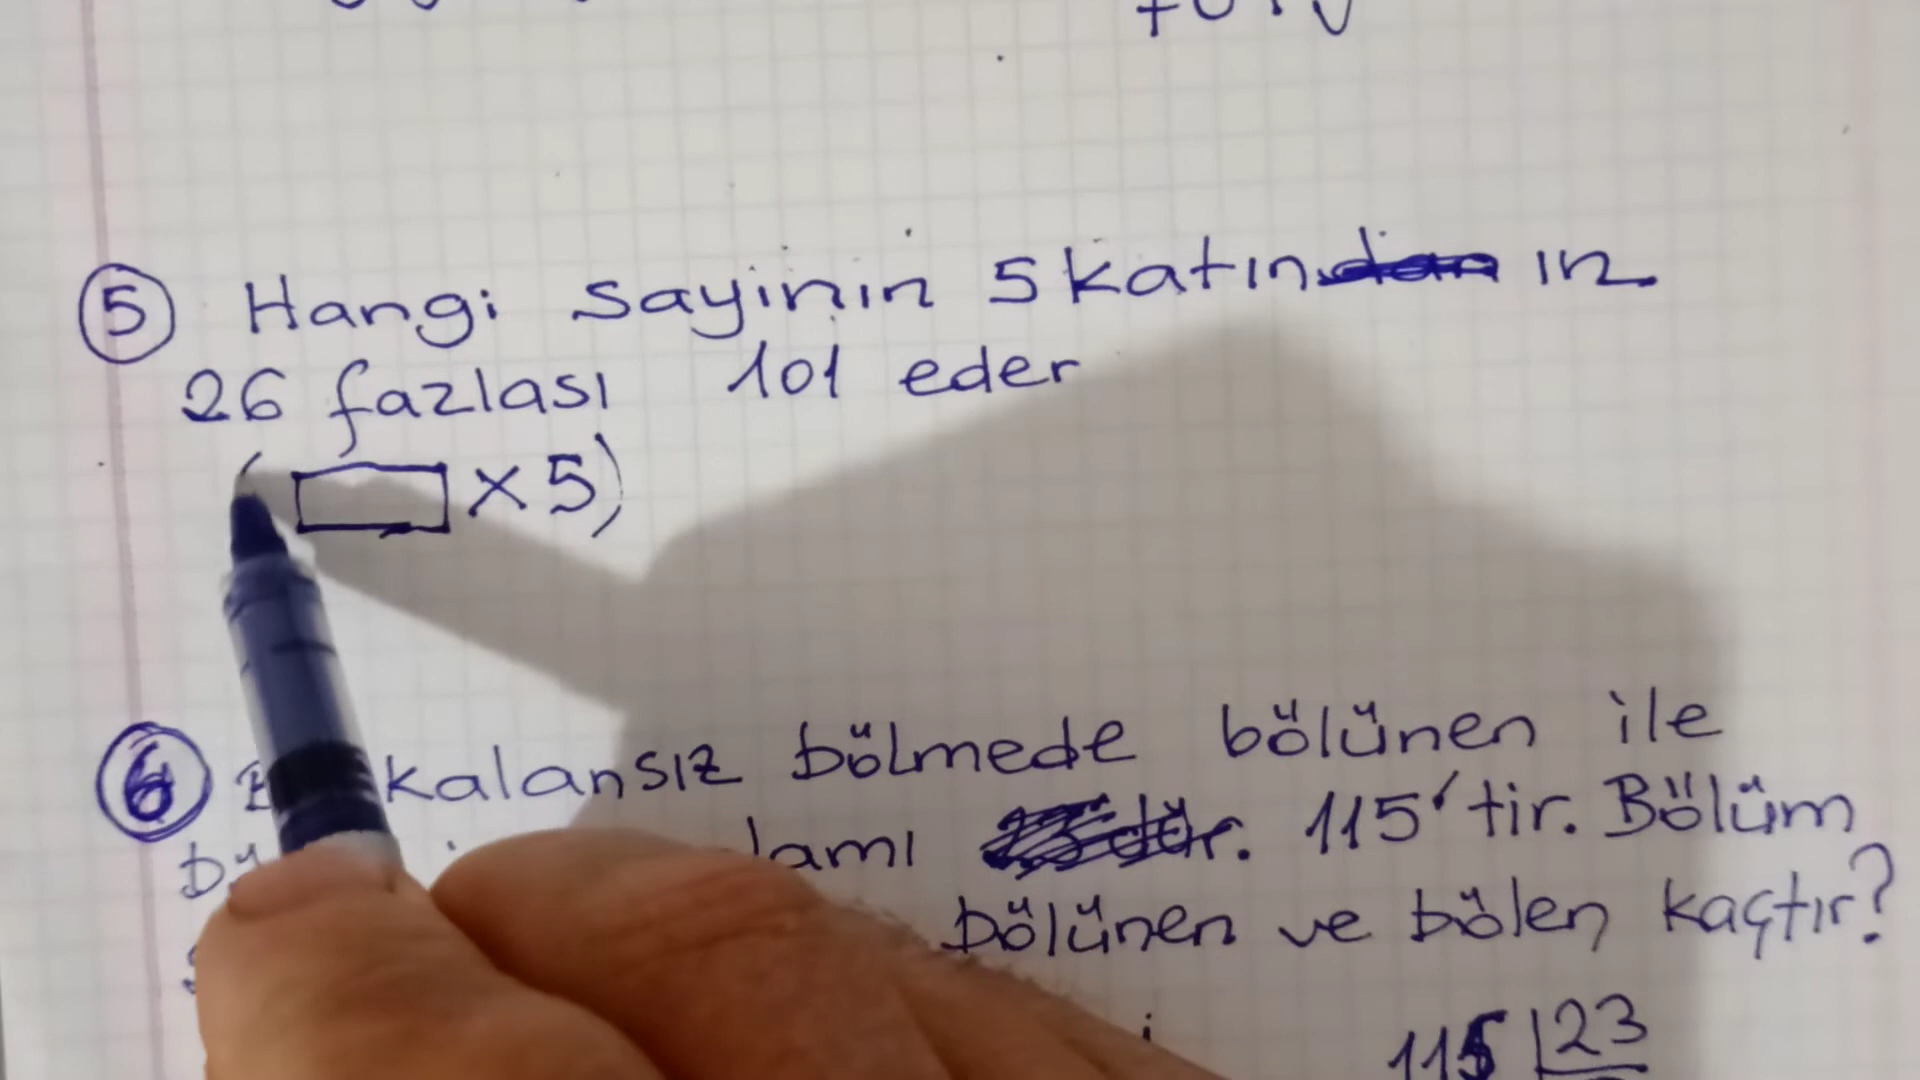 ⑤ Hangi sayının 5 katının
26 fazlası 101 eder
( □ × 5)
⑥ kalansız bölmede bölünen ile
lamı 115'tir. Bölüm
bölünen ve bölen kaçtır?
115 23